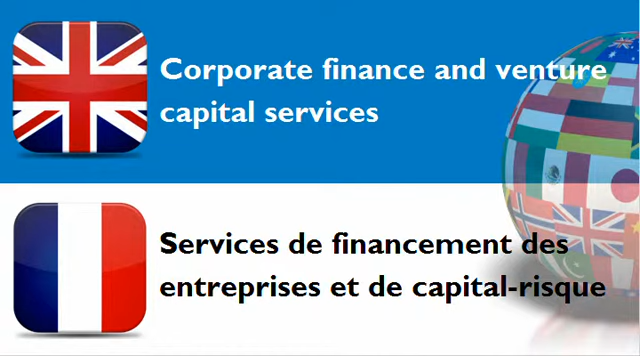 Corporate finance and venture
capital services
Services de financement des
entreprises et de capital-risque